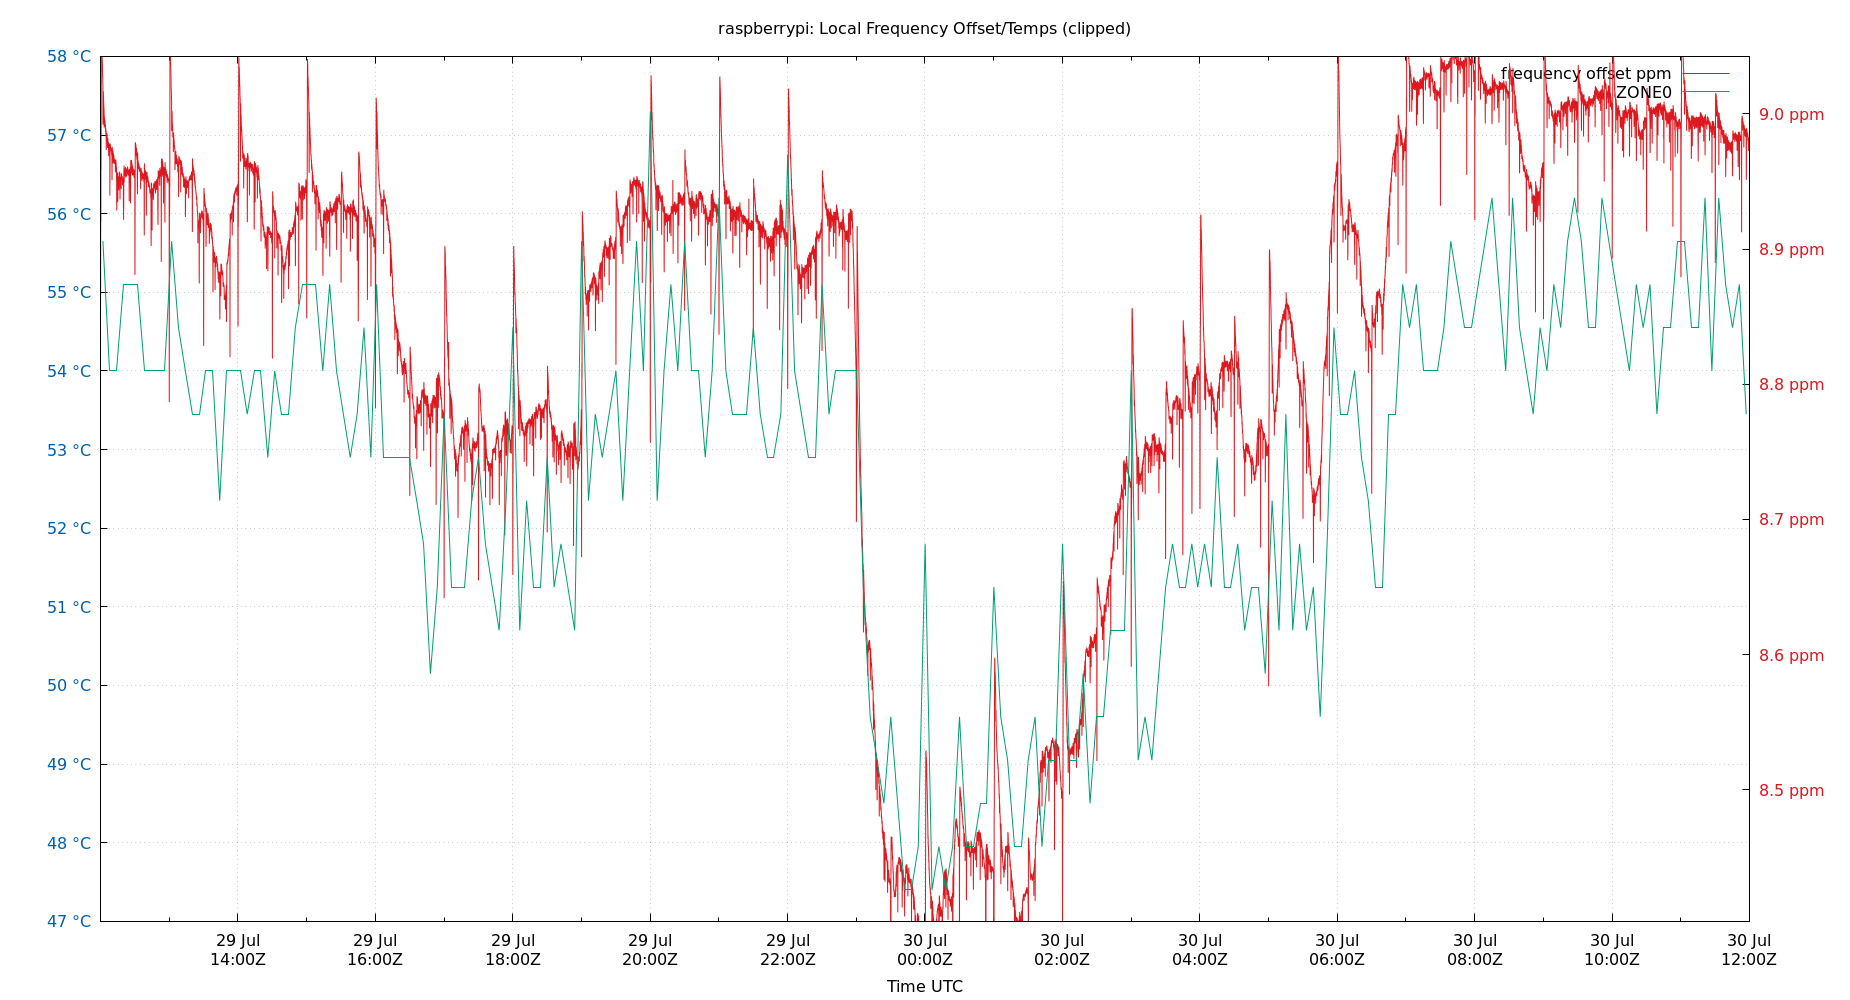 raspberrypi: Local Frequency Offset/Temps (clipped)
58 °C
57 °C
56 °C
55 °C
54 °C
53 °C
52 °C
51 °C
50 °C
49 °C
48 °C
47 °C
frequency offset ppm
ZONE0
9.0 ppm
8.9 ppm
8.8 ppm
8.7 ppm
8.6 ppm
8.5 ppm
29 Jul
14:00Z
29 Jul
16:00Z
29 Jul
18:00Z
29 Jul
20:00Z
29 Jul
22:00Z
30 Jul
00:00Z
30 Jul
02:00Z
30 Jul
04:00Z
30 Jul
06:00Z
30 Jul
08:00Z
30 Jul
10:00Z
30 Jul
12:00Z
Time UTC